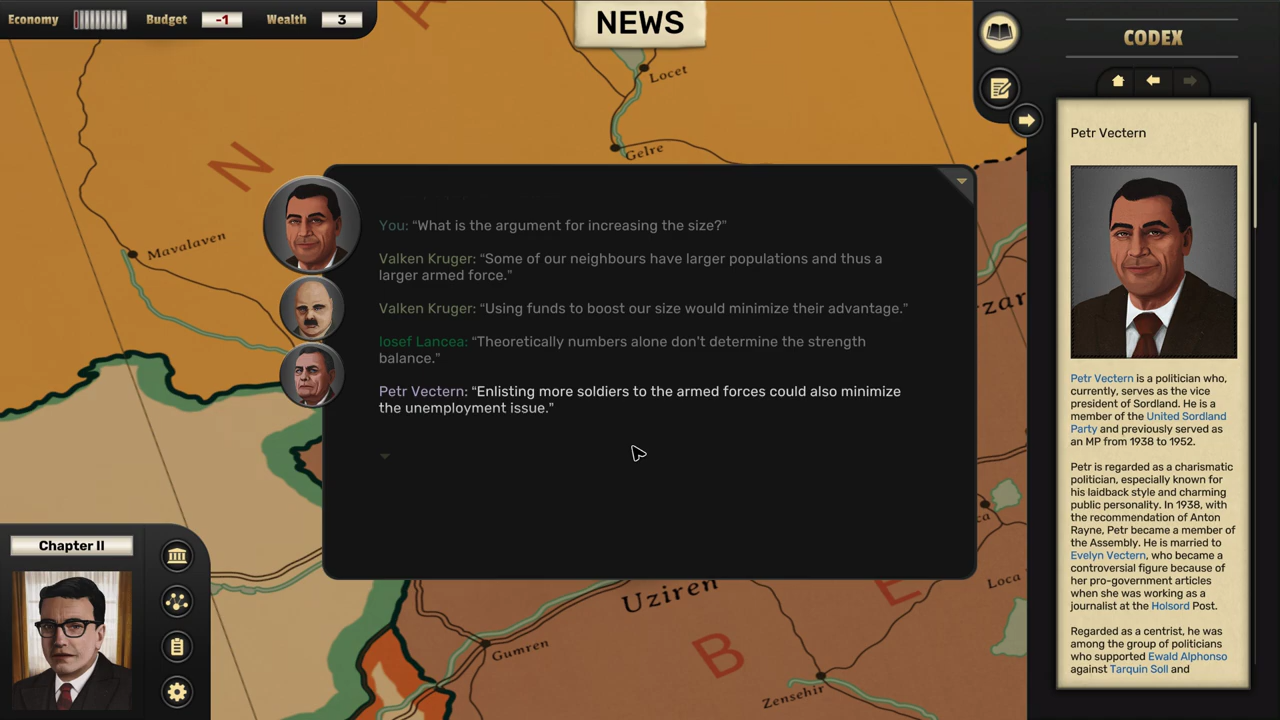 Economy
Budget
-1
Wealth
3
NEWS
CODEX
Locet
Gelre
N
Mavalaven
You: “What is the argument for increasing the size?”
Valken Kruger: “Some of our neighbours have larger populations and thus a
larger armed force.”
Valken Kruger: “Using funds to boost our size would minimize their advantage.”
Iosef Lancea: “Theoretically numbers alone don't determine the strength
balance.”
Petr Vectern: “Enlisting more soldiers to the armed forces could also minimize
the unemployment issue.”
Petr Vectern
Petr Vectern is a politician who,
currently, serves as the vice
president of Sordland. He is a
member of the United Sordland
Party and previously served as
an MP from 1938 to 1952.
Petr is regarded as a charismatic
politician, especially known for
his laidback style and charming
public personality. In 1938, with
the recommendation of Anton
Rayne, Petr became a member of
the Assembly. He is married to
Evelyn Vectern, who became a
controversial figure because of
her pro-government articles
when she was working as a
journalist at the Holsord Post.
Regarded as a centrist, he was
among the group of politicians
who supported Ewald Alphonso
against Tarquin Soll and
Chapter II
Uziren
E
Gumren
B
Zensehir
Loca
ca
zar